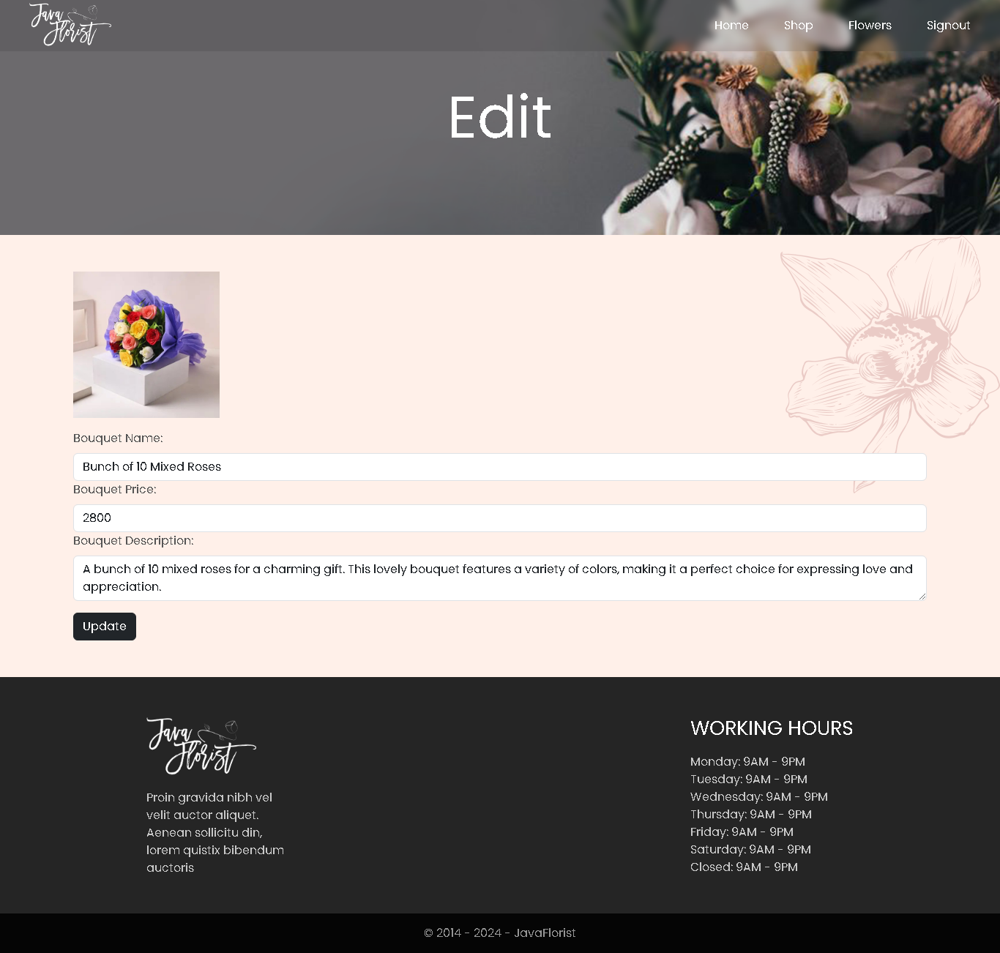 Java
Florist
Home Shop Flowers Signout
Edit
Bouquet Name:
Bunch of 10 Mixed Roses
Bouquet Price:
2800
Bouquet Description:
A bunch of 10 mixed roses for a charming gift. This lovely bouquet features a variety of colors, making it a perfect choice for expressing love and
appreciation.
Update
Java
Florist
Proin gravida nibh vel
velit auctor aliquet.
Aenean sollicitu din,
lorem quistix bibendum
auctoris
WORKING HOURS
Monday: 9AM - 9PM
Tuesday: 9AM - 9PM
Wednesday: 9AM - 9PM
Thursday: 9AM - 9PM
Friday: 9AM - 9PM
Saturday: 9AM - 9PM
Closed: 9AM - 9PM
© 2014 - 2024 - JavaFlorist